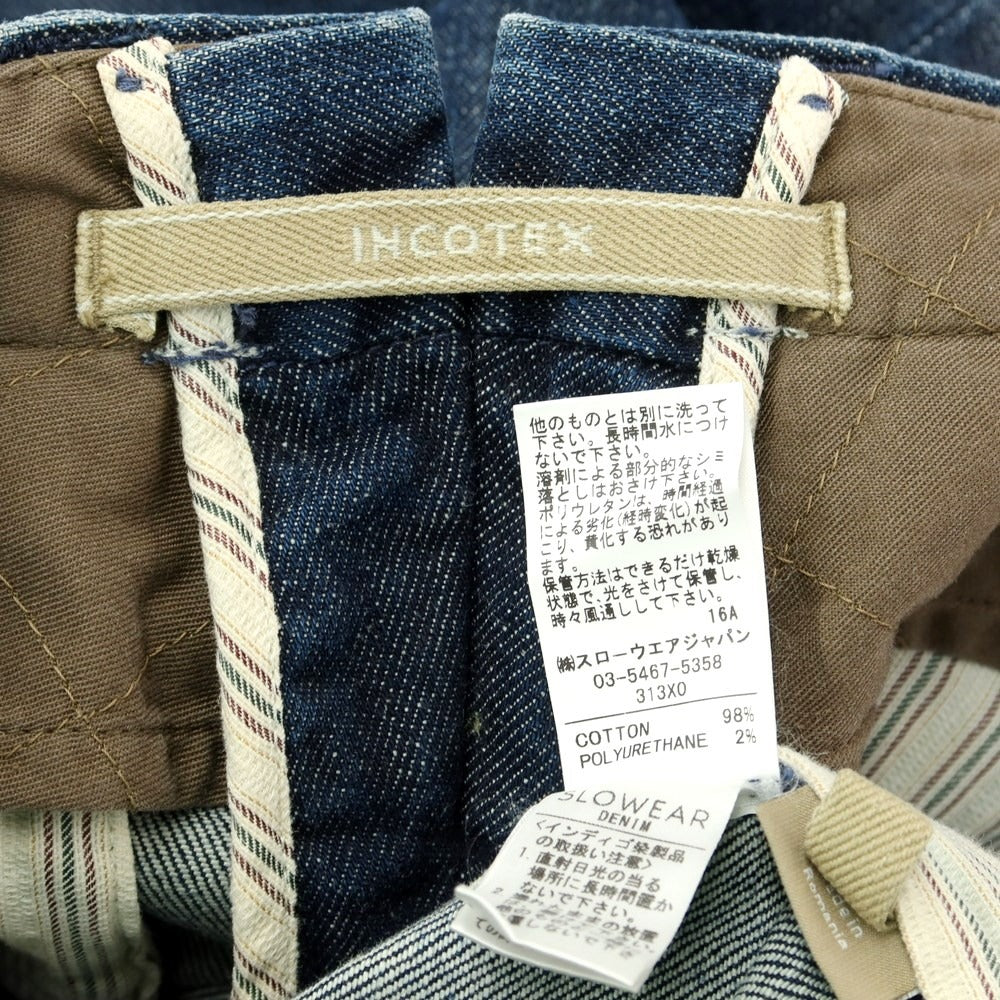 INCOTEX
他のものとは別に洗って
下さい。長時間水につけ
ないで下さい。
溶剤による部分的なシミ
落としはおさけ下さい。
ポリウレタンは、時間経過
による劣化(経時変化)が起
こり、黄化する恐れがあり
ます。
保管方法はできるだけ乾燥
状態で、光をさけて保管し、
時々風通しして下さい。
16A
㈱スローウエアジャパン
03-5467-5358
313X0
COTTON 98%
POLYURETHANE 2%
SLOWEAR
DENIM
<インディゴ染製品
の取扱い注意>
1. 直射日光の当る
場所に長時間置か
ないで下さい。
2
Romania